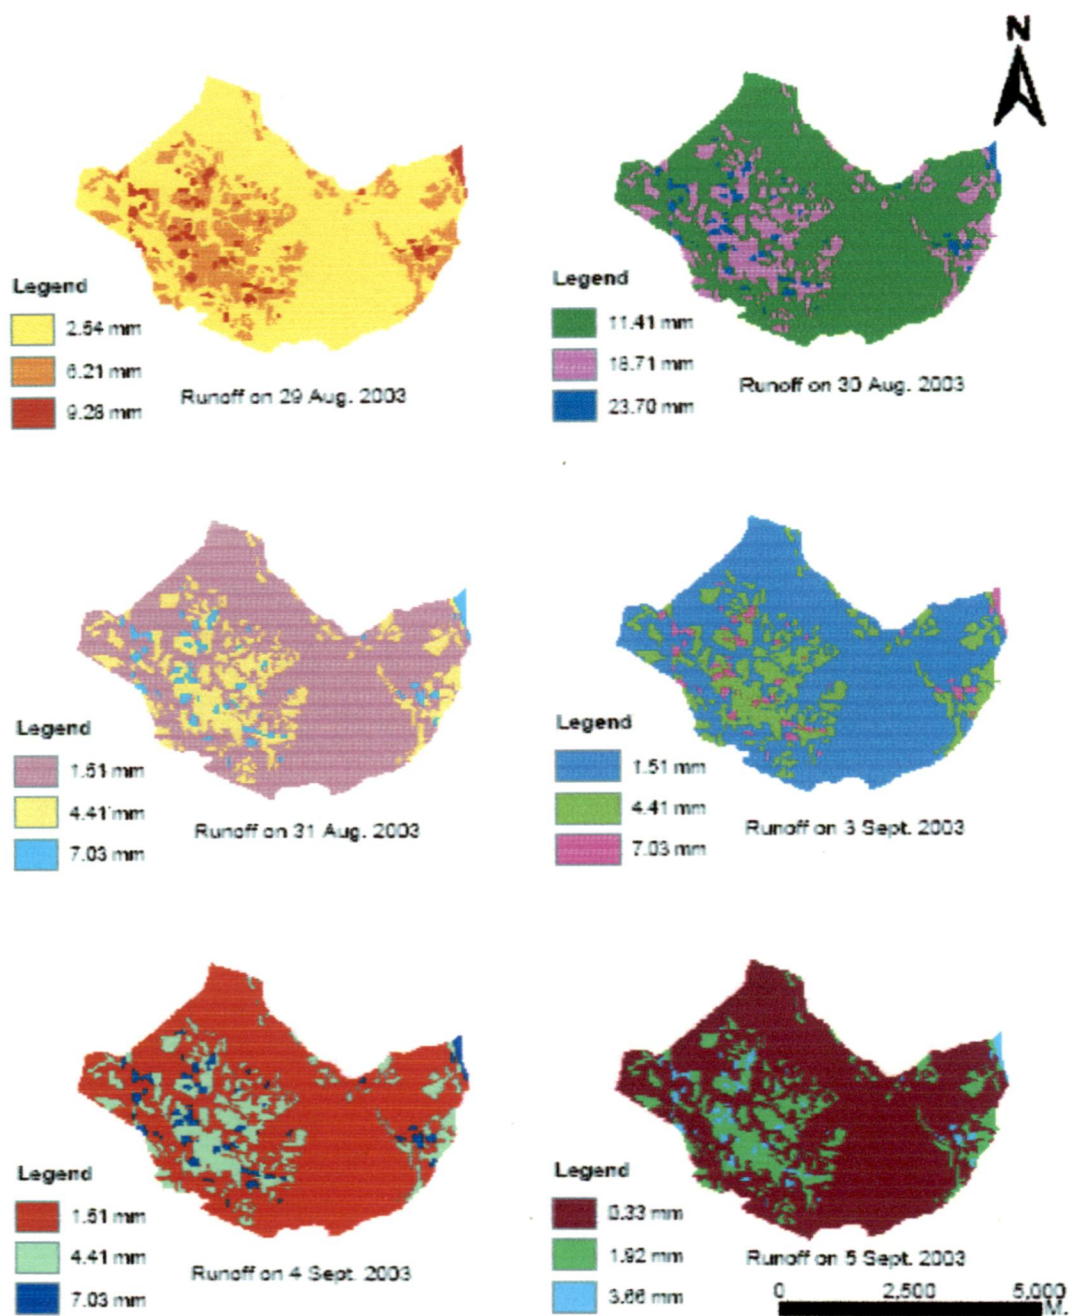 N
Legend
2.54 mm
6.21 mm
9.28 mm
Runoff on 29 Aug. 2003
Legend
11.41 mm
18.71 mm
23.70 mm
Runoff on 30 Aug. 2003
Legend
1.51 mm
4.41 mm
7.03 mm
Runoff on 31 Aug. 2003
Legend
1.51 mm
4.41 mm
7.03 mm
Runoff on 3 Sept. 2003
Legend
1.51 mm
4.41 mm
7.03 mm
Runoff on 4 Sept. 2003
Legend
0.33 mm
1.92 mm
3.66 mm
Runoff on 5 Sept. 2003
0 2,500 5,000
M.